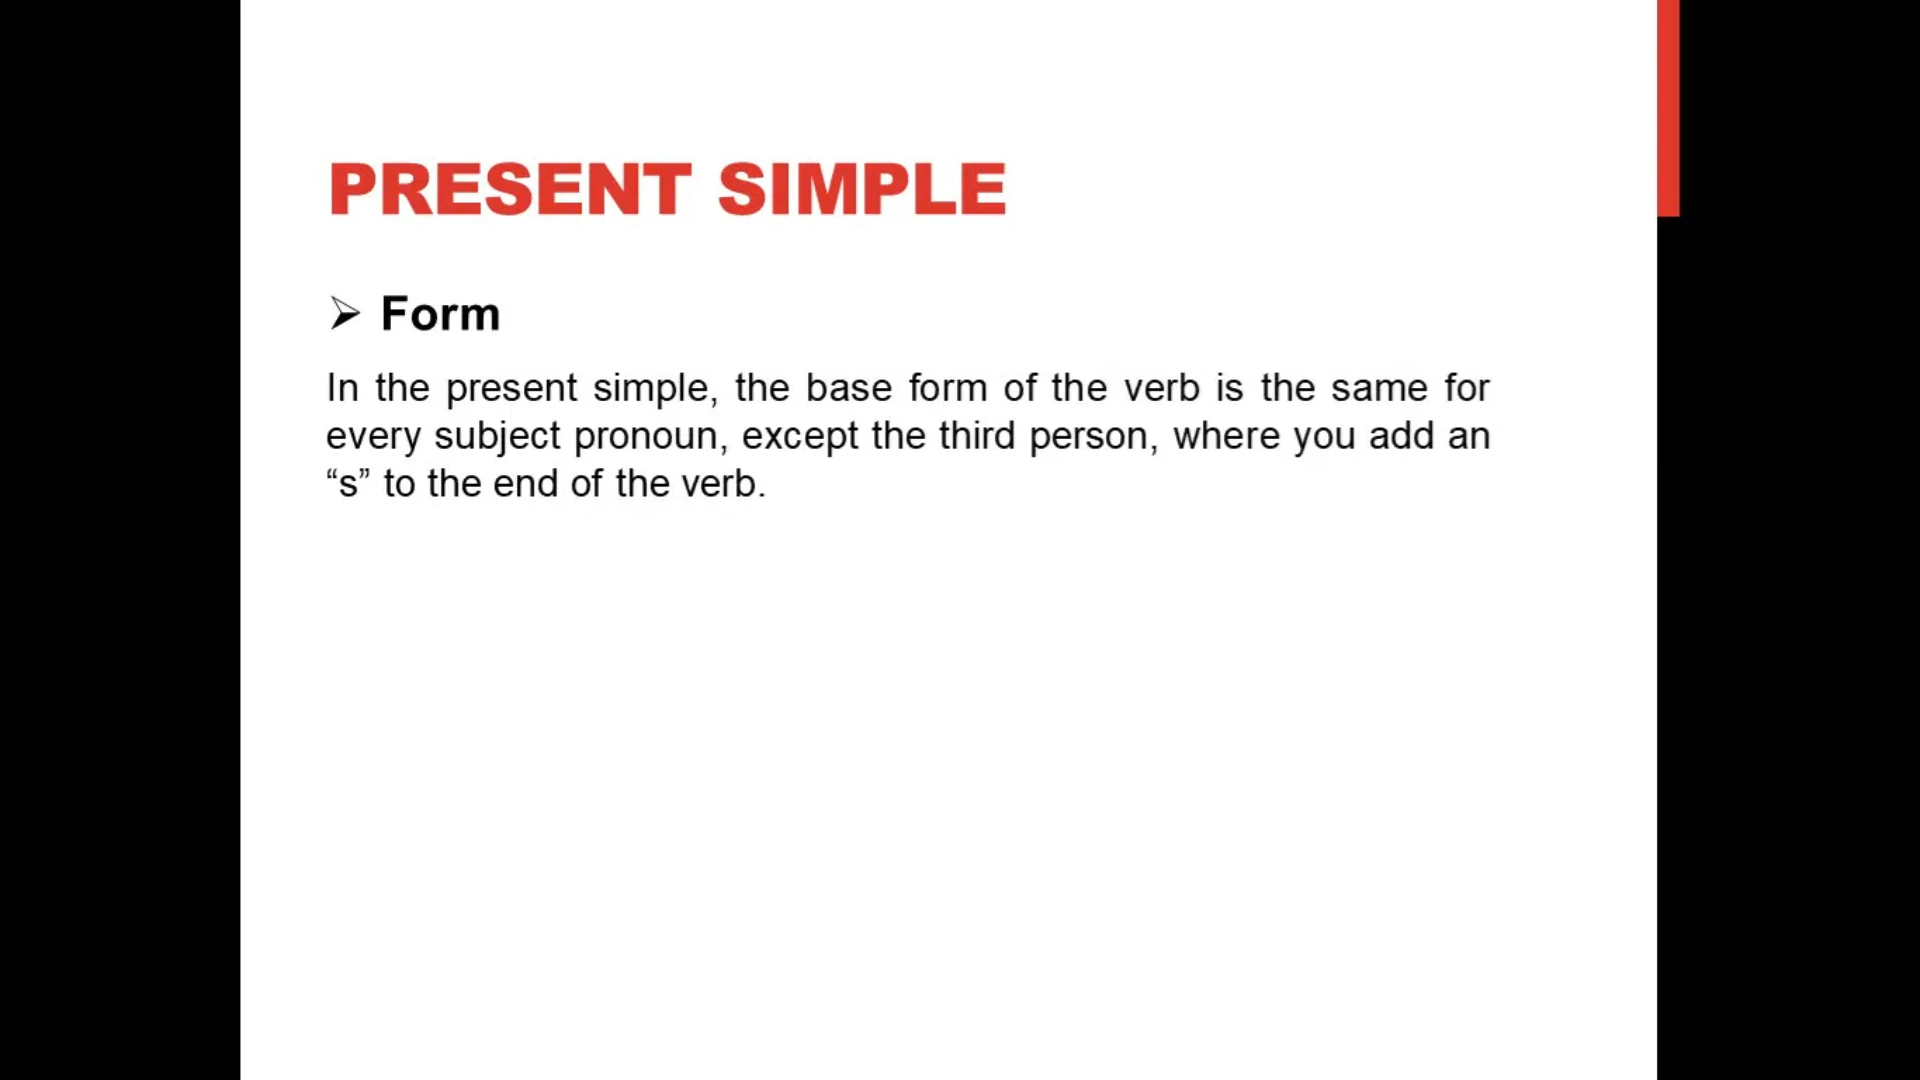 PRESENT SIMPLE
➢ Form
In the present simple, the base form of the verb is the same for
every subject pronoun, except the third person, where you add an
“s” to the end of the verb.